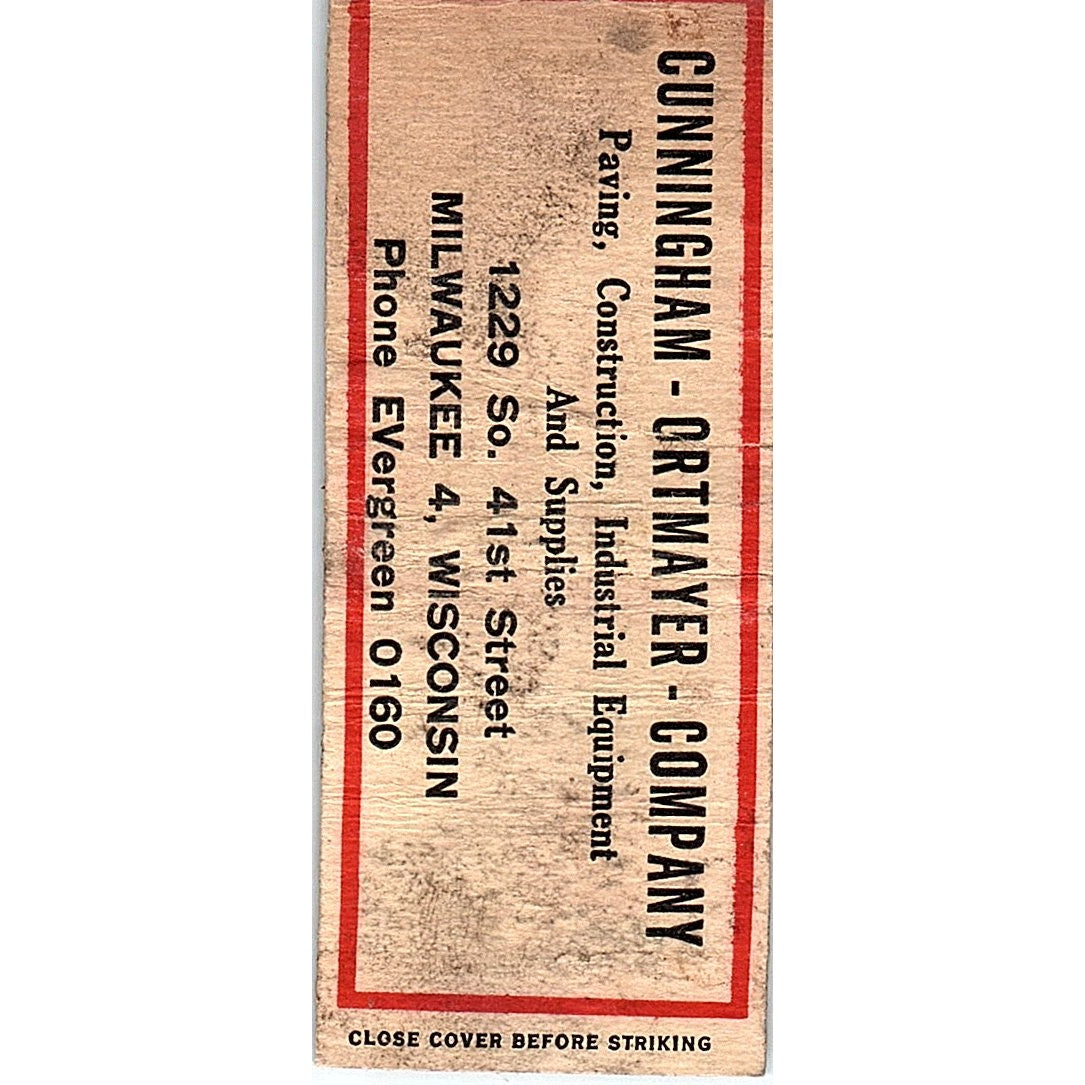 CUNNINGHAM - ORTMAYER - COMPANY
Paving, Construction, Industrial Equipment
And Supplies
1229 So. 41st Street
MILWAUKEE 4, WISCONSIN
Phone EVergreen 0160
CLOSE COVER BEFORE STRIKING